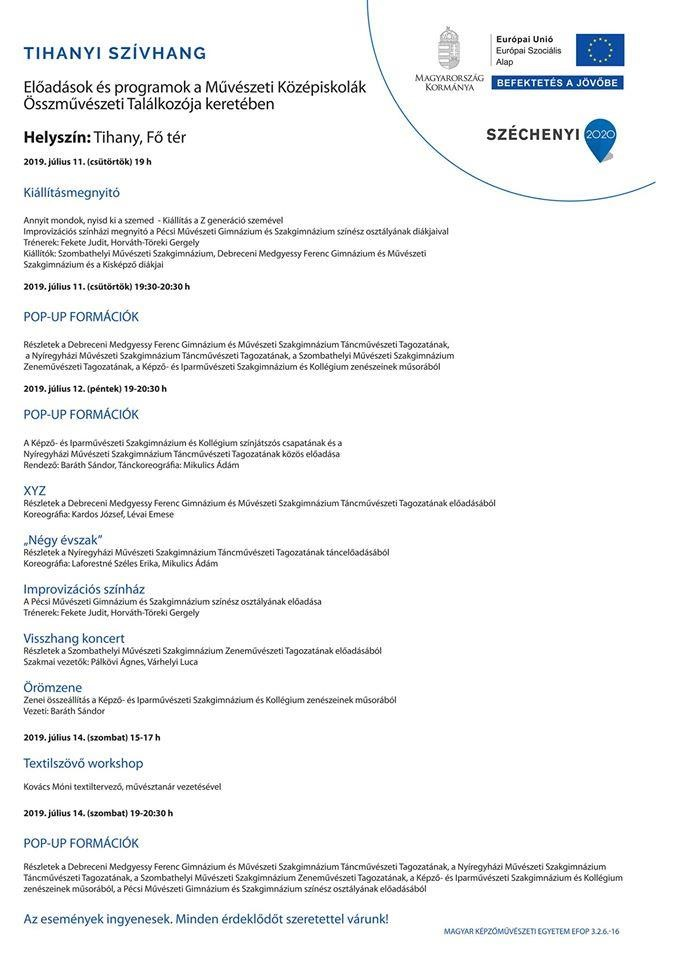 TIHANYI SZÍVHANG
Előadások és programok a Művészeti Középiskolák
Összművészeti Találkozója keretében
Helyszín: Tihany, Fő tér
2019. július 11. (csütörtök) 19 h
MAGYARORSZÁG
KORMÁNYA
Európai Unió
Európai Szociális
Alap
BEFEKTETÉS A JÖVŐBE
SZÉCHENYI 2020
Kiállításmegnyitó
Annyit mondok, nyisd ki a szemed - Kiállítás a Z generáció szemével
Improvizációs színházi megnyitó a Pécsi Művészeti Gimnázium és Szakgimnázium színész osztályának diákjaival
Trénerek: Fekete Judit, Horváth-Töreki Gergely
Kiállítók: Szombathelyi Művészeti Szakgimnázium, Debreceni Medgyessy Ferenc Gimnázium és Művészeti
Szakgimnázium és a Kisképző diákjai
2019. július 11. (csütörtök) 19:30-20:30 h
POP-UP FORMÁCIÓK
Részletek a Debreceni Medgyessy Ferenc Gimnázium és Művészeti Szakgimnázium Táncművészeti Tagozatának,
a Nyíregyházi Művészeti Szakgimnázium Táncművészeti Tagozatának, a Szombathelyi Művészeti Szakgimnázium
Zeneművészeti Tagozatának, a Képző- és Iparművészeti Szakgimnázium és Kollégium zenészeinek műsorából
2019. július 12. (péntek) 19-20:30 h
POP-UP FORMÁCIÓK
A Képző- és Iparművészeti Szakgimnázium és Kollégium színjátszós csapatának és a
Nyíregyházi Művészeti Szakgimnázium Táncművészeti Tagozatának közös előadása
Rendező: Baráth Sándor, Tánckoreográfia: Mikulics Ádám
XYZ
Részletek a Debreceni Medgyessy Ferenc Gimnázium és Művészeti Szakgimnázium Táncművészeti Tagozatának előadásából
Koreográfia: Kardos József, Lévai Emese
„Négy évszak”
Részletek a Nyíregyházi Művészeti Szakgimnázium Táncművészeti Tagozatának táncelőadásából
Koreográfia: Laforestné Széles Erika, Mikulics Ádám
Improvizációs színház
A Pécsi Művészeti Gimnázium és Szakgimnázium színész osztályának előadása
Trénerek: Fekete Judit, Horváth-Töreki Gergely
Visszhang koncert
Részletek a Szombathelyi Művészeti Szakgimnázium Zeneművészeti Tagozatának előadásából
Szakmai vezetők: Pálkövi Ágnes, Várhelyi Luca
Örömzene
Zenei összeállítás a Képző- és Iparművészeti Szakgimnázium és Kollégium zenészeinek műsorából
Vezeti: Baráth Sándor
2019. július 14. (szombat) 15-17 h
Textilszövő workshop
Kovács Móni textiltervező, művésztanár vezetésével
2019. július 14. (szombat) 19-20:30 h
POP-UP FORMÁCIÓK
Részletek a Debreceni Medgyessy Ferenc Gimnázium és Művészeti Szakgimnázium Táncművészeti Tagozatának, a Nyíregyházi Művészeti Szakgimnázium
Táncművészeti Tagozatának, a Szombathelyi Művészeti Szakgimnázium Zeneművészeti Tagozatának, a Képző- és Iparművészeti Szakgimnázium és Kollégium
zenészeinek műsorából, a Pécsi Művészeti Gimnázium és Szakgimnázium színész osztályának előadásából
Az események ingyenesek. Minden érdeklődőt szeretettel várunk!
MAGYAR KÉPZŐMŰVÉSZETI EGYETEM EFOP 3.2.6.-16